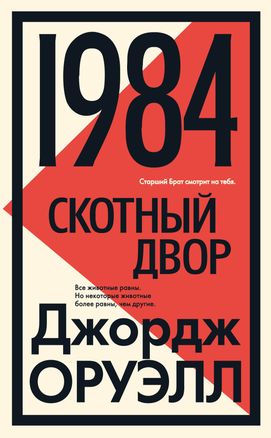 1984
Старший Брат смотрит на тебя.
СКОТНЫЙ
ДВОР
Все животные равны.
Но некоторые животные
более равны, чем другие.
Джордж
ОРУЭЛЛ